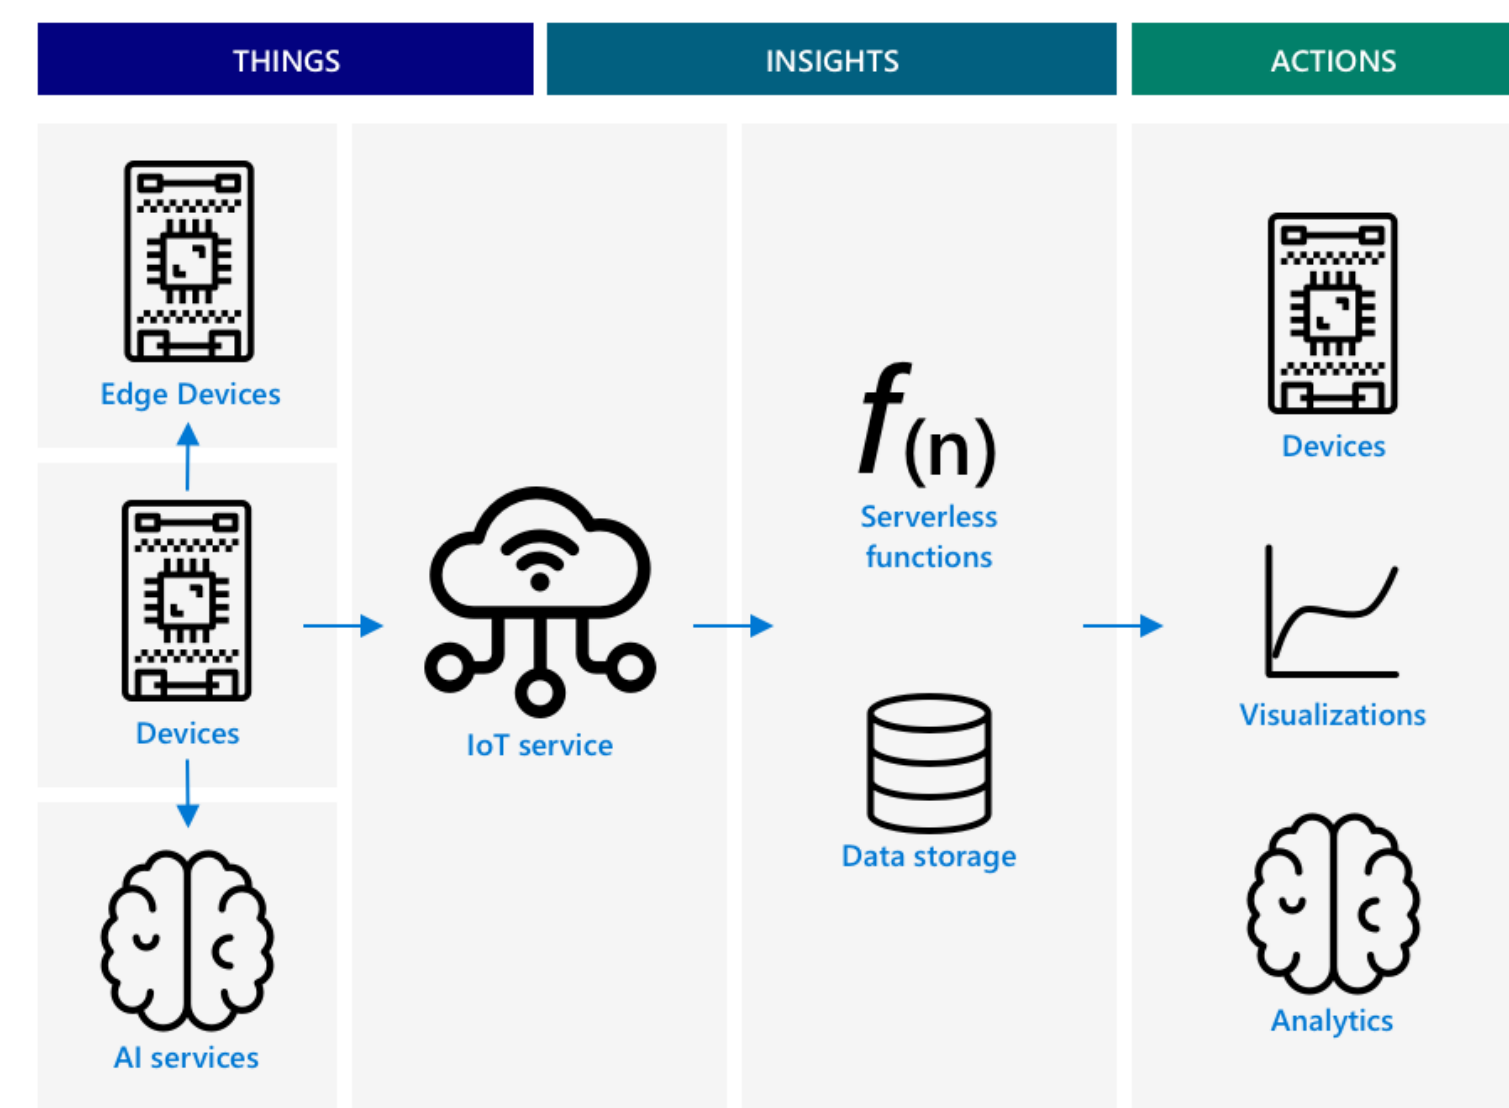 THINGS
INSIGHTS
ACTIONS
Edge Devices
Devices
AI services
IoT service
f(n)
Serverless
functions
Data storage
Devices
Visualizations
Analytics